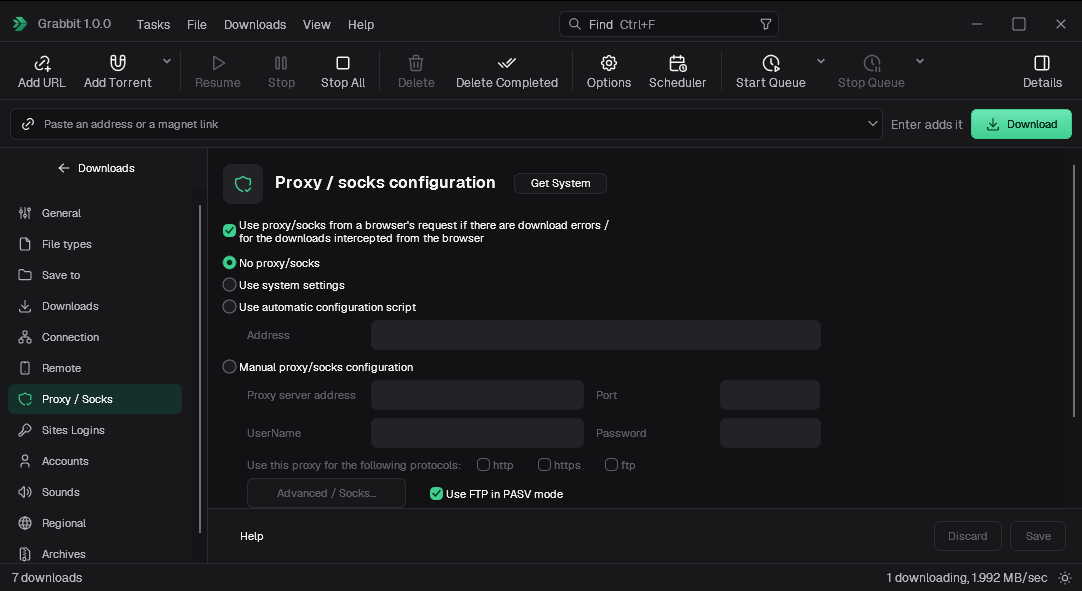 Grabbit 1.0.0
Tasks
File
Downloads
View
Help
Find Ctrl+F
Add URL
Add Torrent
Resume
Stop
Stop All
Delete
Delete Completed
Options
Scheduler
Start Queue
Stop Queue
Details
Paste an address or a magnet link
Enter adds it
Download
Downloads
General
File types
Save to
Downloads
Connection
Remote
Proxy / Socks
Sites Logins
Accounts
Sounds
Regional
Archives
Proxy / socks configuration
Get System
Use proxy/socks from a browser's request if there are download errors /
for the downloads intercepted from the browser
No proxy/socks
Use system settings
Use automatic configuration script
Address
Manual proxy/socks configuration
Proxy server address
Port
UserName
Password
Use this proxy for the following protocols:
http
https
ftp
Advanced / Socks...
Use FTP in PASV mode
Help
Discard
Save
7 downloads
1 downloading, 1.992 MB/sec